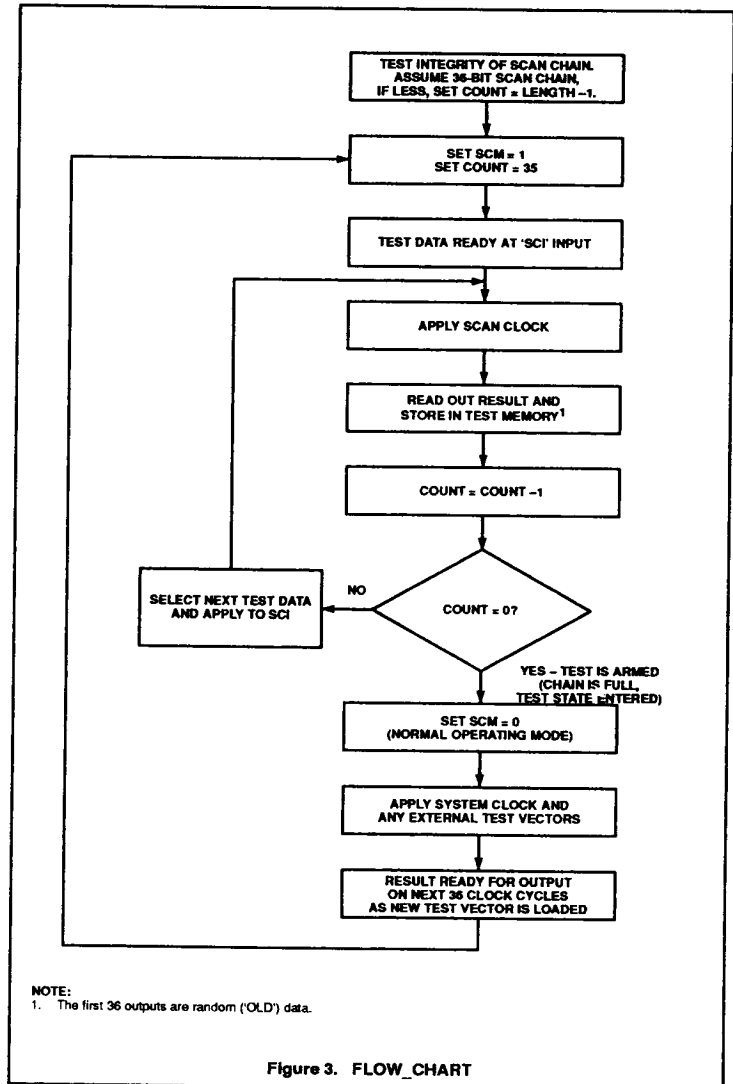 TEST INTEGRITY OF SCAN CHAIN.
ASSUME 36-BIT SCAN CHAIN,
IF LESS, SET COUNT = LENGTH –1.
SET SCM = 1
SET COUNT = 35
TEST DATA READY AT 'SCI' INPUT
APPLY SCAN CLOCK
READ OUT RESULT AND
STORE IN TEST MEMORY1
COUNT = COUNT –1
SELECT NEXT TEST DATA
AND APPLY TO SCI
NO
COUNT = 0?
YES – TEST IS ARMED
(CHAIN IS FULL,
TEST STATE ENTERED)
SET SCM = 0
(NORMAL OPERATING MODE)
APPLY SYSTEM CLOCK AND
ANY EXTERNAL TEST VECTORS
RESULT READY FOR OUTPUT
ON NEXT 36 CLOCK CYCLES
AS NEW TEST VECTOR IS LOADED
NOTE:
1. The first 36 outputs are random ('OLD') data.
Figure 3. FLOW_CHART